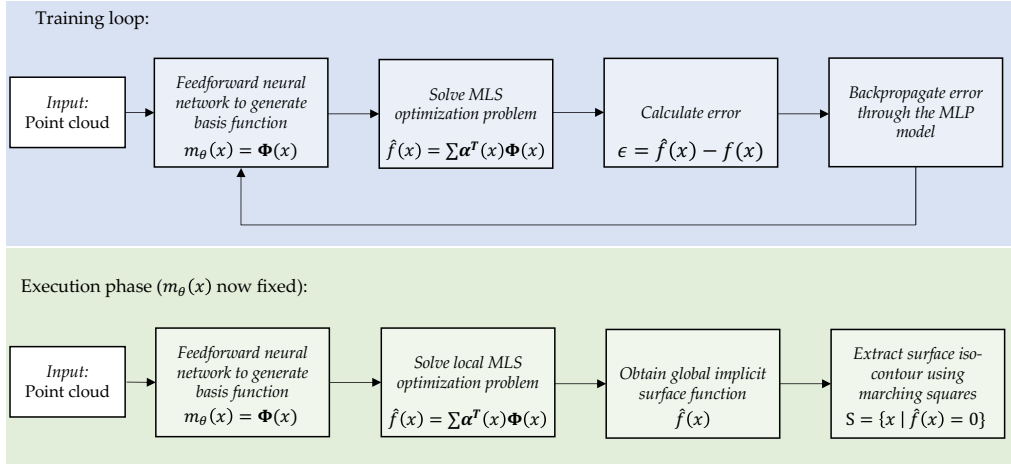 Training loop:
Input:
Point cloud
Feedforward neural
network to generate
basis function
m_θ(x) = Φ(x)
Solve MLS
optimization problem
f̂(x) = ∑α^T(x)Φ(x)
Calculate error
ϵ = f̂(x) − f(x)
Backpropagate error
through the MLP
model
Execution phase (m_θ(x) now fixed):
Input:
Point cloud
Feedforward neural
network to generate
basis function
m_θ(x) = Φ(x)
Solve local MLS
optimization problem
f̂(x) = ∑α^T(x)Φ(x)
Obtain global implicit
surface function
f̂(x)
Extract surface iso-
contour using
marching squares
S = {x | f̂(x) = 0}